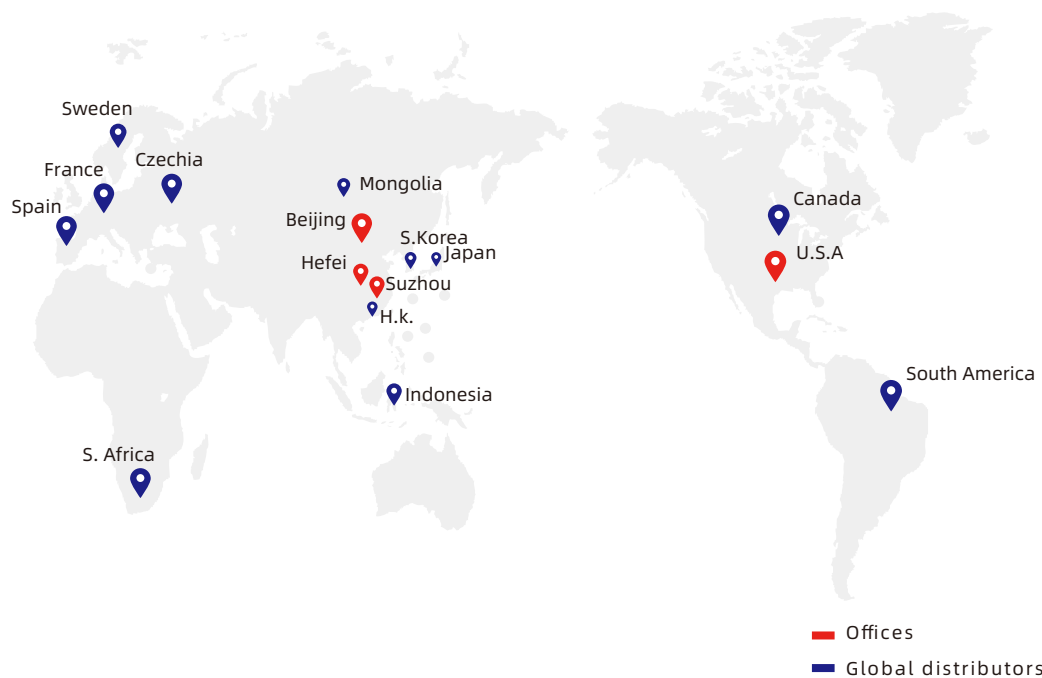 Sweden
France
Czechia
Spain
Mongolia
Beijing
S.Korea
Japan
Hefei
Suzhou
H.k.
Indonesia
S. Africa
Canada
U.S.A
South America
Offices
Global distributors